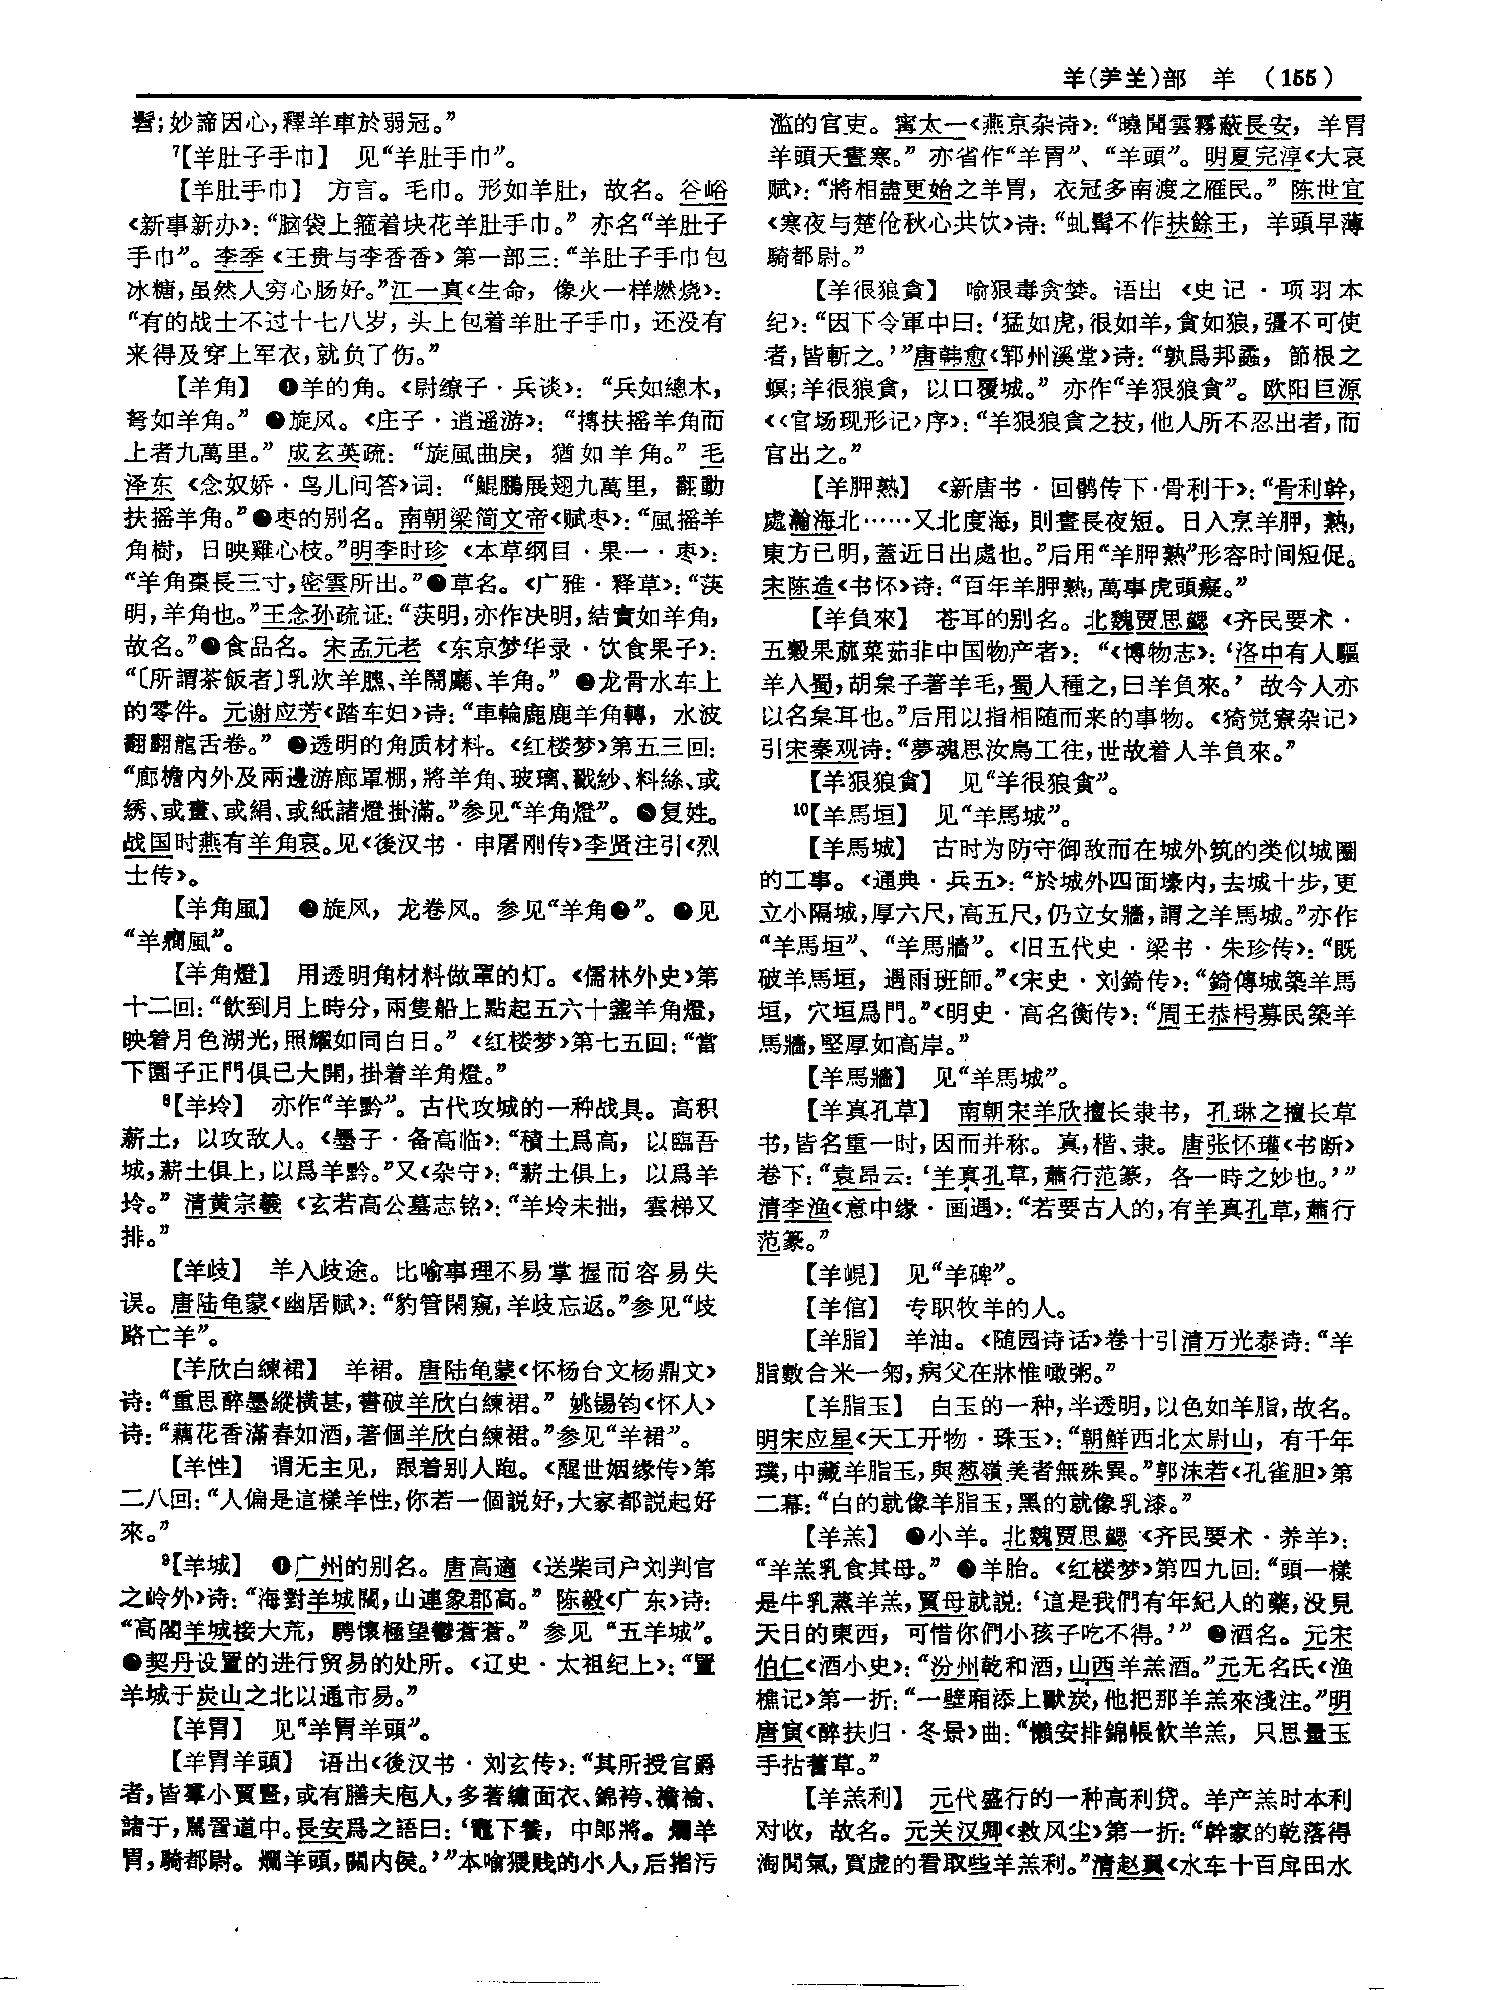 羊(⺷⺶)部　羊　(155)
髫;妙諦因心,釋羊車於弱冠。”
⁷【羊肚子手巾】　见“羊肚手巾”。
【羊肚手巾】　方言。毛巾。形如羊肚，故名。谷峪
《新事新办》：“脑袋上箍着块花羊肚手巾。”亦名“羊肚子
手巾”。李季《王贵与李香香》第一部三：“羊肚子手巾包
冰糖，虽然人穷心肠好。”江一真《生命，像火一样燃烧》：
“有的战士不过十七八岁，头上包着羊肚子手巾，还没有
来得及穿上军衣，就负了伤。”
【羊角】　❶羊的角。《尉缭子·兵谈》：“兵如總木，
弩如羊角。”❷旋风。《庄子·逍遥游》：“摶扶摇羊角而
上者九萬里。”成玄英疏：“旋風曲戾，猶如羊角。”毛
泽东《念奴娇·鸟儿问答》词：“鯤鵬展翅九萬里，翻動
扶摇羊角。”❸枣的别名。南朝梁简文帝《赋枣》：“風摇羊
角樹，日映雞心枝。”明李时珍《本草纲目·果一·枣》：
“羊角棗長三寸，密雲所出。”❹草名。《广雅·释草》：“蓂
明，羊角也。”王念孙疏证：“蓂明，亦作决明，結實如羊角，
故名。”❺食品名。宋孟元老《东京梦华录·饮食果子》：
“〔所謂茶飯者〕乳炊羊肫、羊鬧廳、羊角。”❻龙骨水车上
的零件。元谢应芳《踏车妇》诗：“車輪鹿鹿羊角轉，水波
翻翻龍舌卷。”❼透明的角质材料。《红楼梦》第五三回：
“廊檐内外及兩邊游廊罩棚，將羊角、玻璃、戳紗、料絲、或
綉、或畫、或絹、或紙諸燈掛滿。”参见“羊角燈”。❽复姓。
战国时燕有羊角哀。见《後汉书·申屠刚传》李贤注引《烈
士传》。
【羊角風】　❶旋风，龙卷风。参见“羊角❷”。❷见
“羊癇風”。
【羊角燈】　用透明角材料做罩的灯。《儒林外史》第
十二回：“飲到月上時分，兩隻船上點起五六十盞羊角燈，
映着月色湖光，照耀如同白日。”《红楼梦》第七五回：“當
下園子正門俱已大開，掛着羊角燈。”
⁸【羊坽】　亦作“羊黔”。古代攻城的一种战具。高积
薪土，以攻敌人。《墨子·备高临》：“積土爲高，以臨吾
城，薪土俱上，以爲羊黔。”又《杂守》：“薪土俱上，以爲羊
坽。”清黄宗羲《玄若高公墓志铭》：“羊坽未拙，雲梯又
排。”
【羊歧】　羊入歧途。比喻事理不易掌握而容易失
误。唐陆龟蒙《幽居赋》：“豹管閑窺，羊歧忘返。”参见“歧
路亡羊”。
【羊欣白練裙】　羊裙。唐陆龟蒙《怀杨台文杨鼎文》
诗：“重思醉墨縱横甚，書破羊欣白練裙。”姚锡钧《怀人》
诗：“藕花香滿春如酒，著個羊欣白練裙。”参见“羊裙”。
【羊性】　谓无主见，跟着别人跑。《醒世姻缘传》第
二八回：“人偏是這樣羊性，你若一個説好，大家都説起好
來。”
⁹【羊城】　❶广州的别名。唐高適《送柴司户刘判官
之岭外》诗：“海對羊城闊，山連象郡高。”陈毅《广东》诗：
“高閣羊城接大荒，騁懷極望鬱蒼蒼。”参见“五羊城”。
❷契丹设置的进行贸易的处所。《辽史·太祖纪上》：“置
羊城于炭山之北以通市易。”
【羊胃】　见“羊胃羊頭”。
【羊胃羊頭】　语出《後汉书·刘玄传》：“其所授官爵
者，皆羣小賈豎，或有膳夫庖人，多著繡面衣、錦袴、襜褕、
諸于，駡詈道中。長安爲之語曰：‘竈下養，中郎將。爛羊
胃，騎都尉。爛羊頭，關内侯。’”本喻猥贱的小人，后指污
滥的官吏。寗太一《燕京杂诗》：“曉聞雲霧蔽長安，羊胃
羊頭天晝寒。”亦省作“羊胃”、“羊頭”。明夏完淳《大哀
赋》：“將相盡更始之羊胃，衣冠多南渡之雁民。”陈世宜
《寒夜与楚伧秋心共饮》诗：“虬髯不作扶餘王，羊頭早薄
騎都尉。”
【羊很狼貪】　喻狠毒贪婪。语出《史记·项羽本
纪》：“因下令軍中曰：‘猛如虎，很如羊，貪如狼，彊不可使
者，皆斬之。’”唐韩愈《郓州溪堂》诗：“孰爲邦蟊，節根之
螟；羊很狼貪，以口覆城。”亦作“羊狠狼貪”。欧阳巨源
《〈官场现形记〉序》：“羊狠狼貪之技，他人所不忍出者，而
官出之。”
【羊胛熟】　《新唐书·回鹘传下·骨利干》：“骨利幹，
處瀚海北……又北度海，則晝長夜短。日入烹羊胛，熟，
東方已明，蓋近日出處也。”后用“羊胛熟”形容时间短促。
宋陈造《书怀》诗：“百年羊胛熟，萬事虎頭癡。”
【羊負來】　苍耳的别名。北魏贾思勰《齐民要术·
五穀果蓏菜茹非中国物产者》：“《博物志》：‘洛中有人驅
羊入蜀，胡枲子著羊毛，蜀人種之，曰羊負來。’故今人亦
以名枲耳也。”后用以指相随而来的事物。《猗觉寮杂记》
引宋秦观诗：“夢魂思汝鳥工往，世故着人羊負來。”
【羊狠狼貪】　见“羊很狼貪”。
¹⁰【羊馬垣】　见“羊馬城”。
【羊馬城】　古时为防守御敌而在城外筑的类似城圈
的工事。《通典·兵五》：“於城外四面壕内，去城十步，更
立小隔城，厚六尺，高五尺，仍立女牆，謂之羊馬城。”亦作
“羊馬垣”、“羊馬牆”。《旧五代史·梁书·朱珍传》：“既
破羊馬垣，遇雨班師。”《宋史·刘錡传》：“錡傅城築羊馬
垣，穴垣爲門。”《明史·高名衡传》：“周王恭枵募民築羊
馬牆，堅厚如高岸。”
【羊馬牆】　见“羊馬城”。
【羊真孔草】　南朝宋羊欣擅长隶书，孔琳之擅长草
书，皆名重一时，因而并称。真，楷、隶。唐张怀瓘《书断》
卷下：“袁昂云：‘羊真孔草，蕭行范篆，各一時之妙也。’”
清李渔《意中缘·画遇》：“若要古人的，有羊真孔草，蕭行
范篆。”
【羊峴】　见“羊碑”。
【羊倌】　专职牧羊的人。
【羊脂】　羊油。《随园诗话》卷十引清万光泰诗：“羊
脂數合米一匊，病父在牀惟噉粥。”
【羊脂玉】　白玉的一种，半透明，以色如羊脂，故名。
明宋应星《天工开物·珠玉》：“朝鮮西北太尉山，有千年
璞，中藏羊脂玉，與葱嶺美者無殊異。”郭沫若《孔雀胆》第
二幕：“白的就像羊脂玉，黑的就像乳漆。”
【羊羔】　❶小羊。北魏贾思勰《齐民要术·养羊》：
“羊羔乳食其母。”❷羊胎。《红楼梦》第四九回：“頭一樣
是牛乳蒸羊羔，賈母就説：‘這是我們有年紀人的藥，没見
天日的東西，可惜你們小孩子吃不得。’”❸酒名。元宋
伯仁《酒小史》：“汾州乾和酒，山西羊羔酒。”元无名氏《渔
樵记》第一折：“一壁廂添上獸炭，他把那羊羔來淺注。”明
唐寅《醉扶归·冬景》曲：“懶安排錦帳飲羊羔，只思量玉
手拈蓍草。”
【羊羔利】　元代盛行的一种高利贷。羊产羔时本利
对收，故名。元关汉卿《救风尘》第一折：“幹家的乾落得
淘閑氣，買虚的看取些羊羔利。”清赵翼《水车十百戽田水